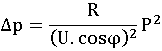 Δp = R / (U. cosφ)² P²